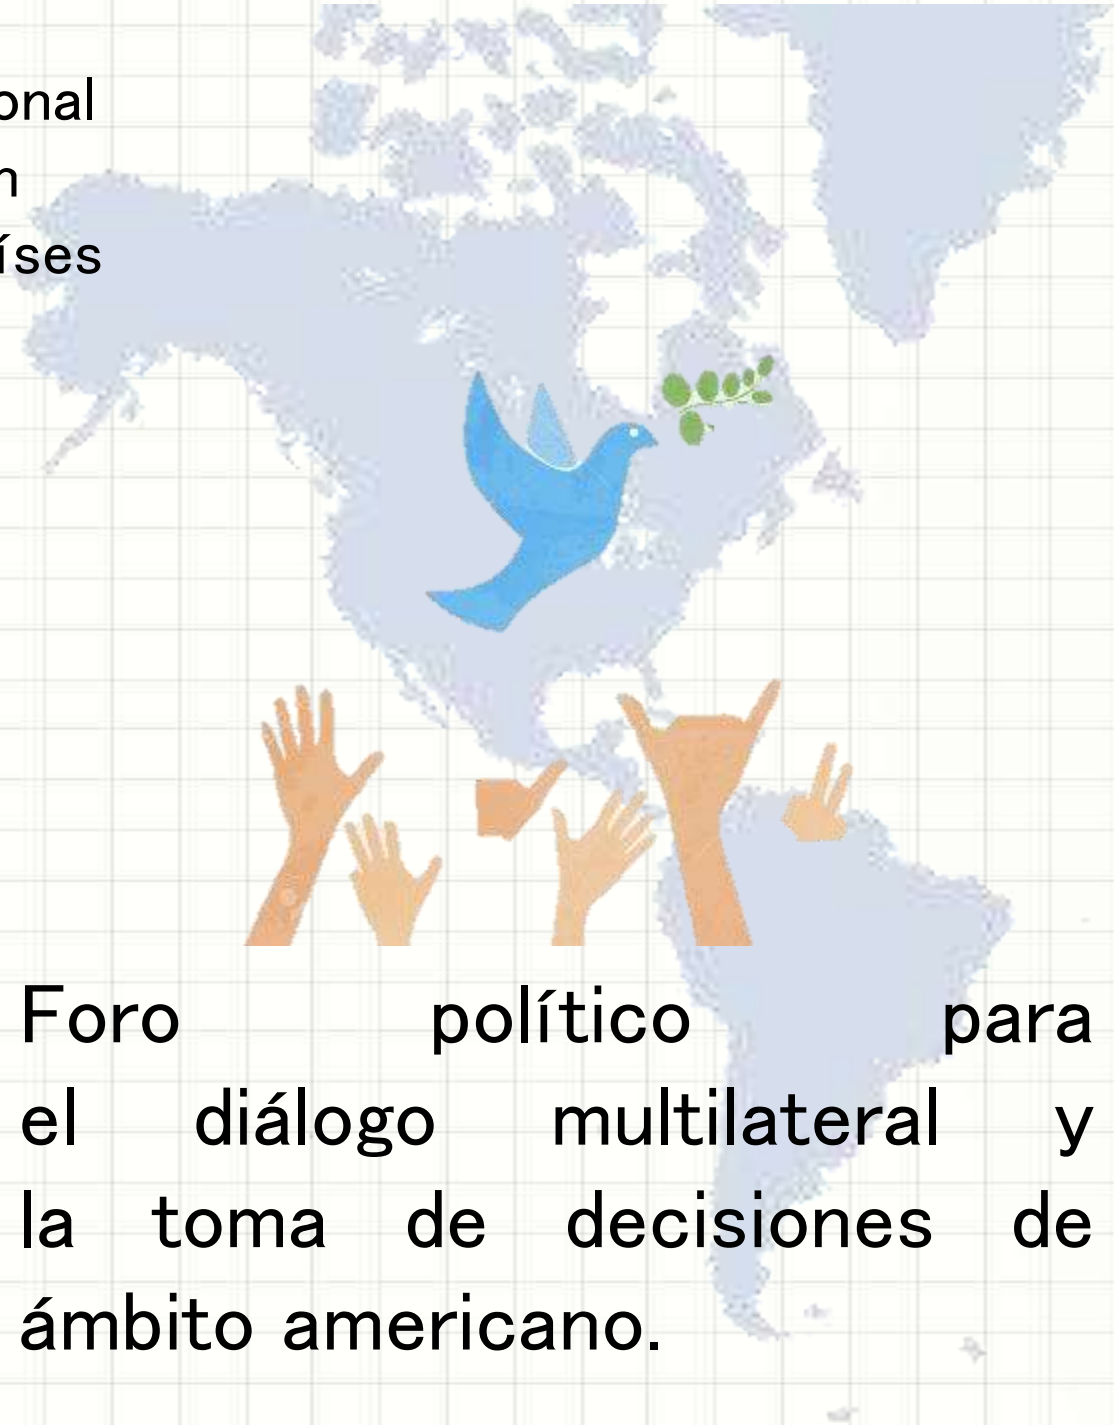 onal
n
íses
Foro político para
el diálogo multilateral y
la toma de decisiones de
ámbito americano.